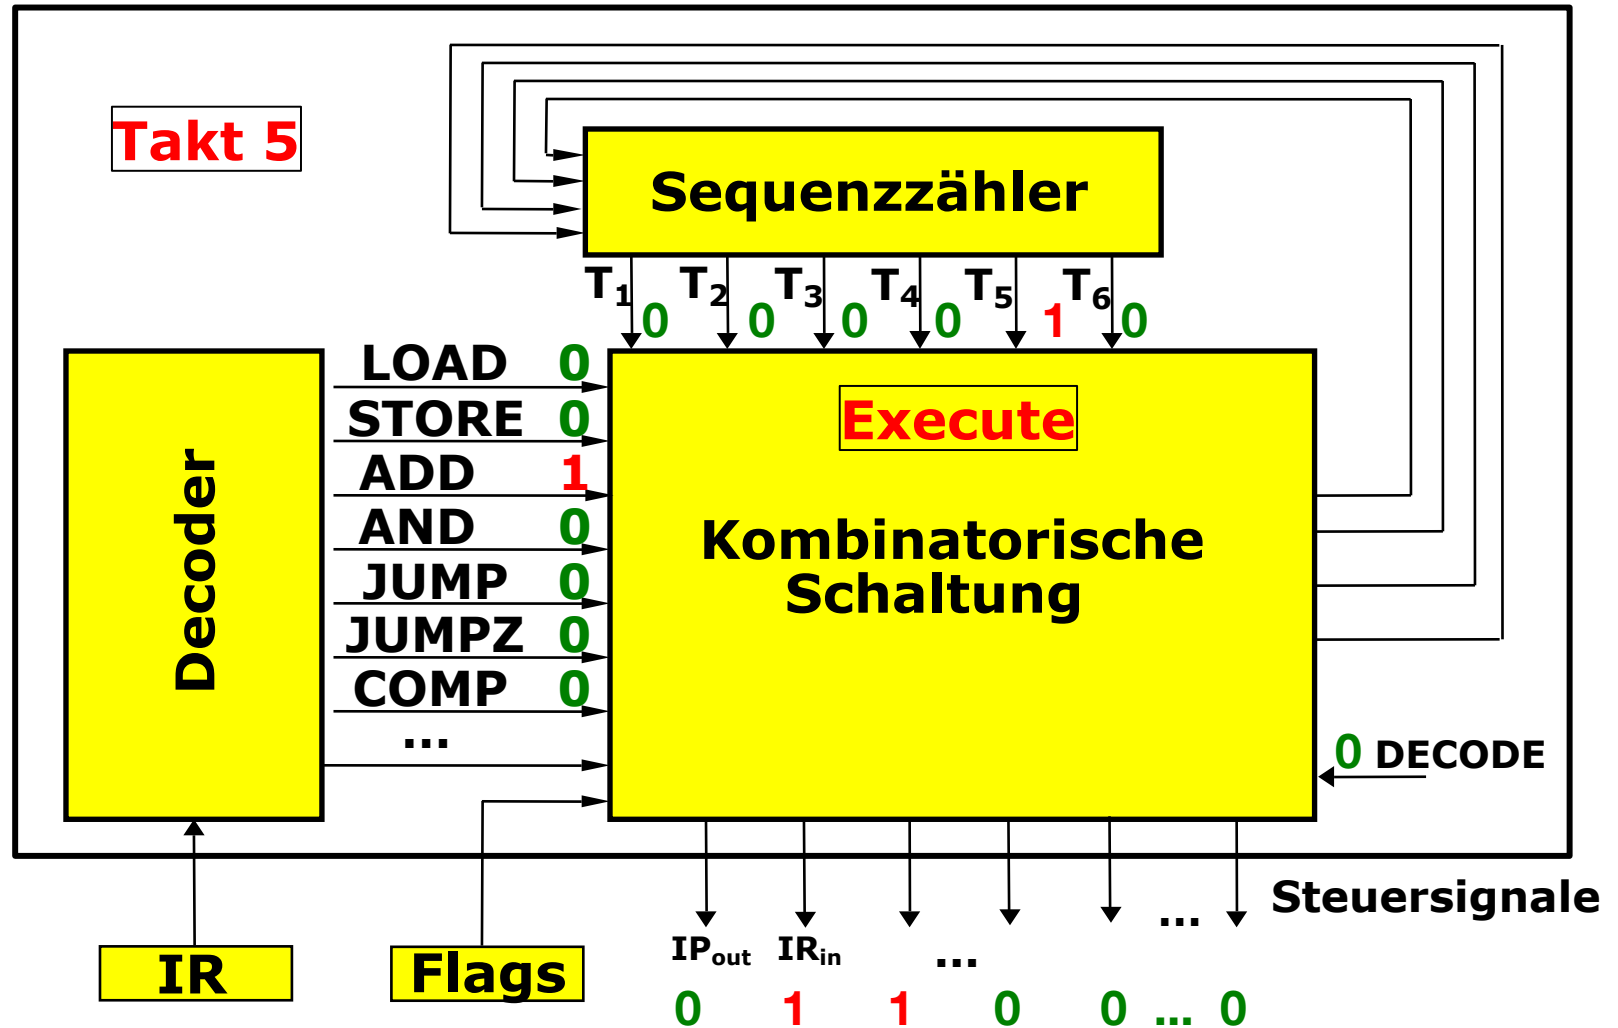 Takt 5
Sequenzzähler
T1 T2 T3 T4 T5 T6
0 0 0 0 1 0
LOAD 0
STORE 0
ADD 1
AND 0
JUMP 0
JUMPZ 0
COMP 0
...
Decoder
Execute
Kombinatorische
Schaltung
0 DECODE
Steuersignale
...
IPout IRin ...
IR
Flags
0 1 1 0 0 ... 0